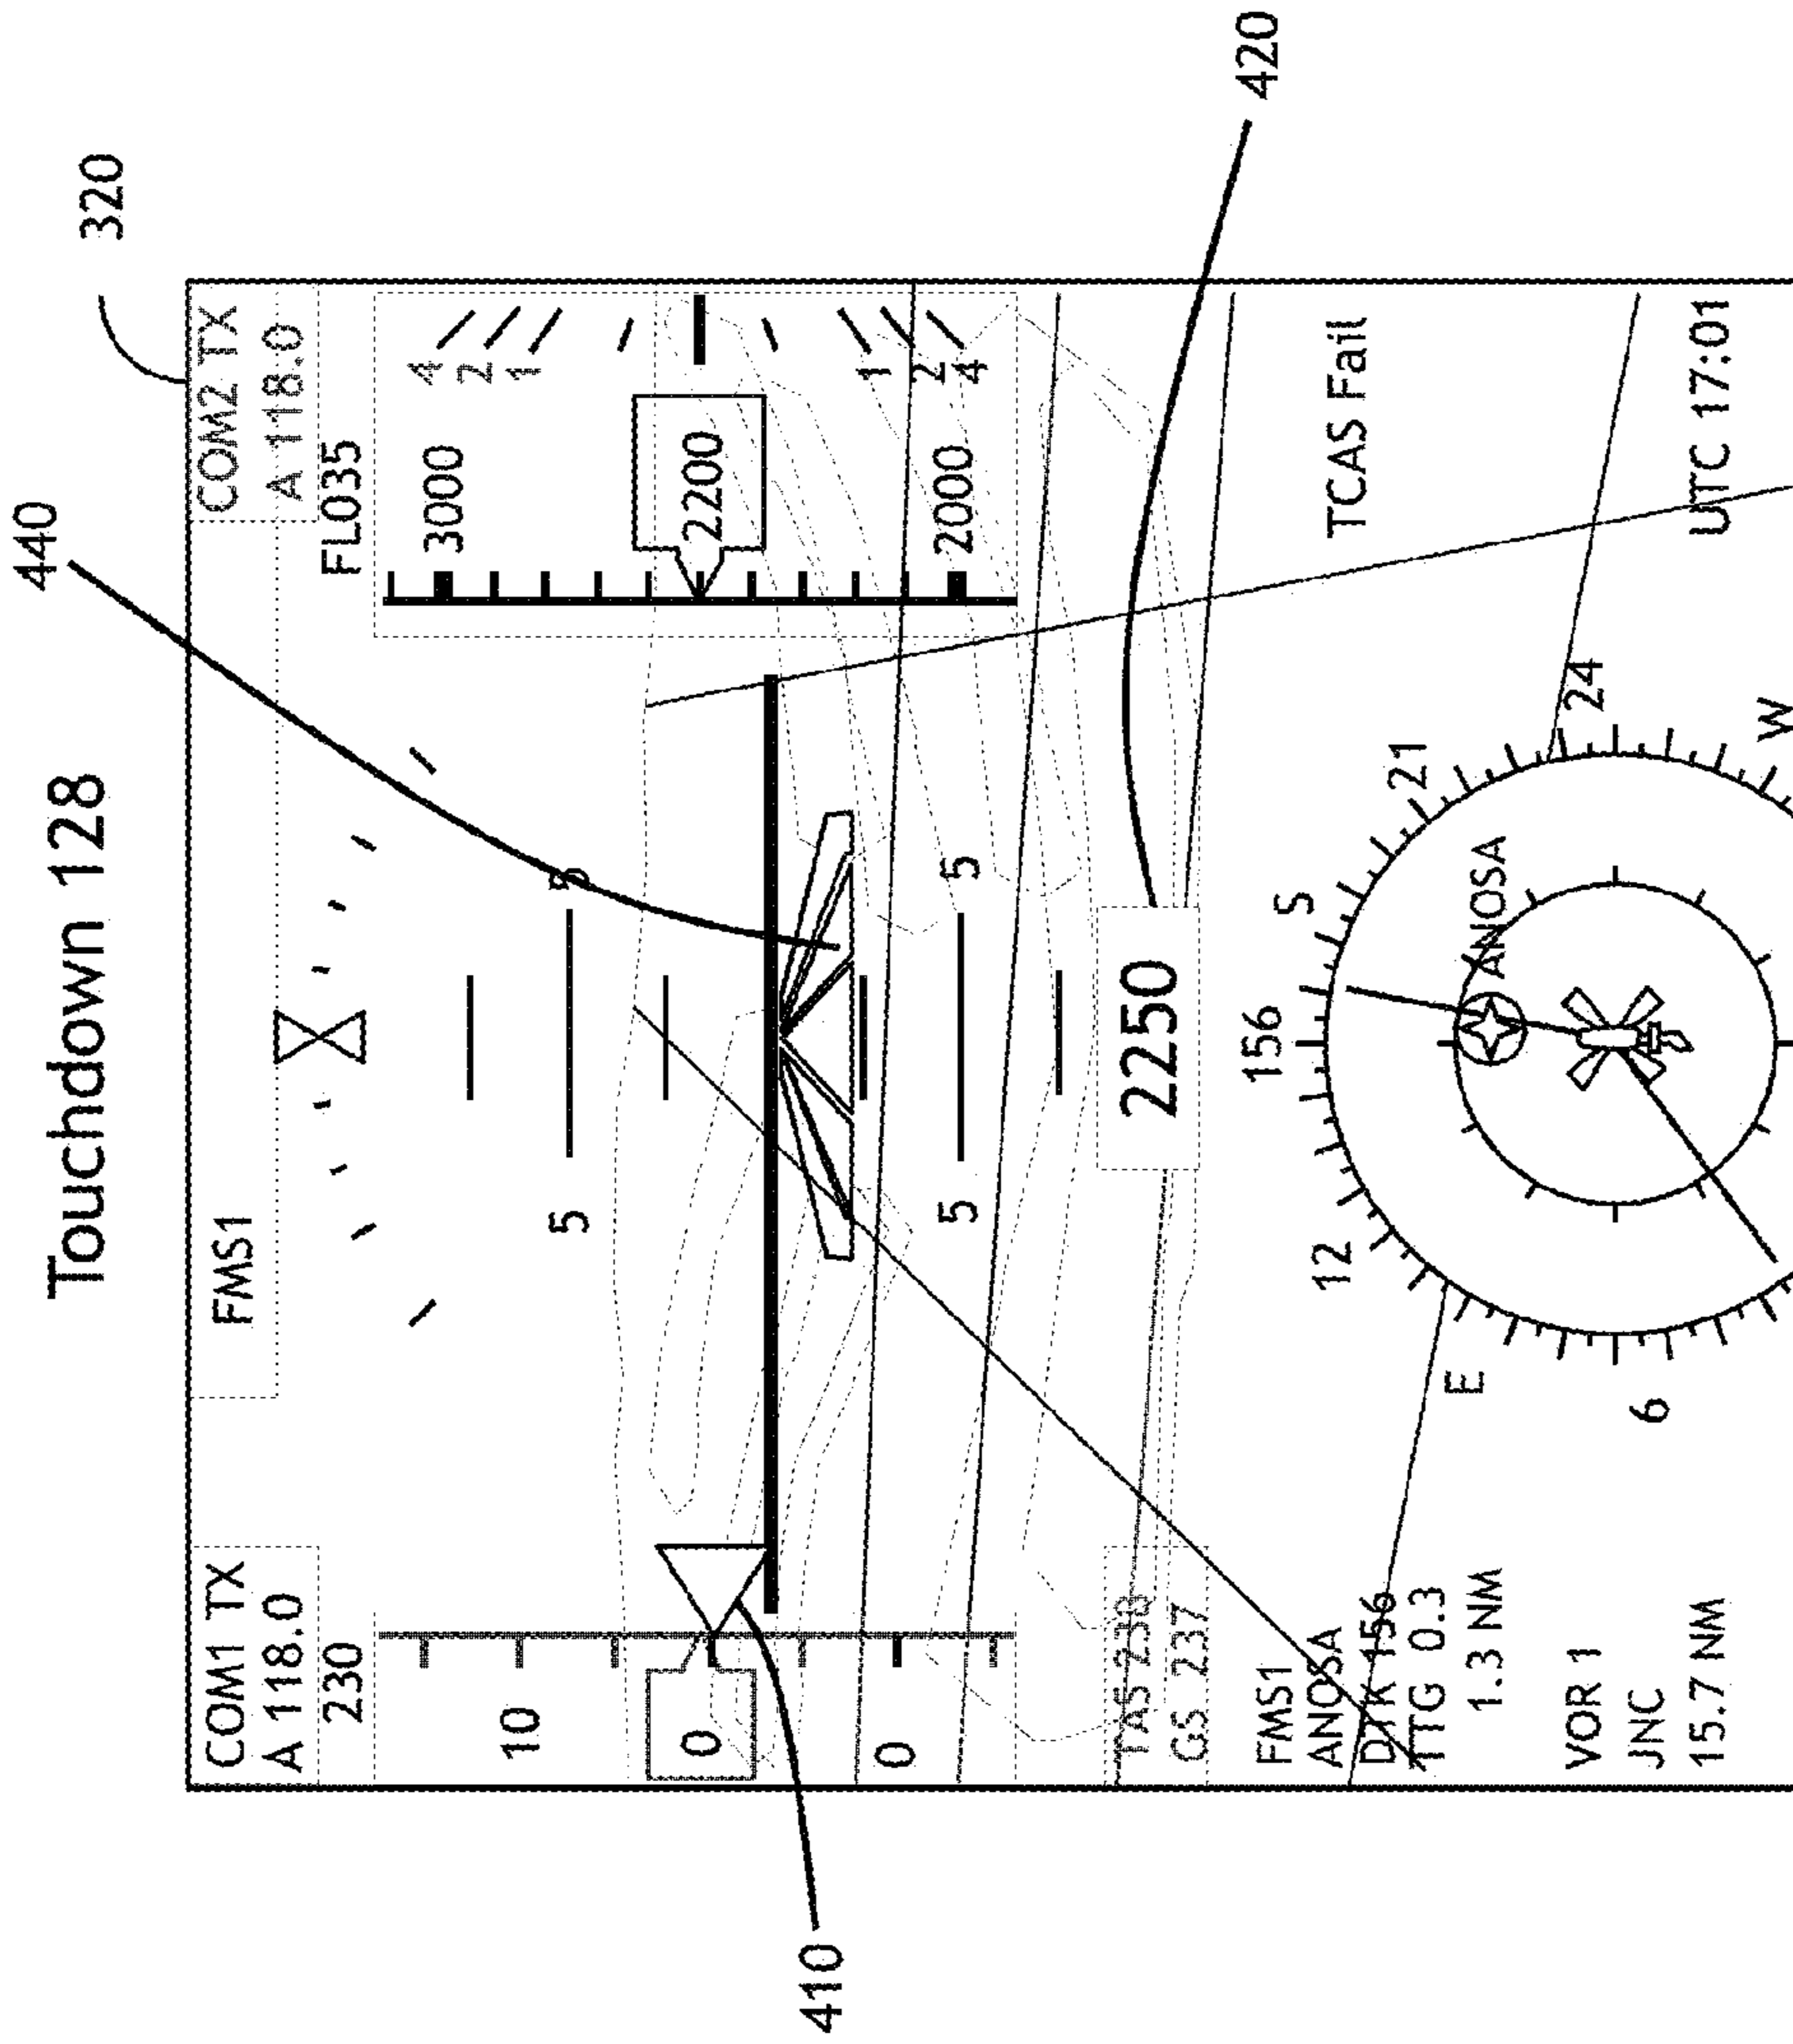 Touchdown 128
440
320
COM1 TX
A 118.0
FMS1
COM2 TX
A 118.0
230
FL035
10
0
0
5
5
5
5
3000
2200
2000
4
2
1
1
2
4
410
420
TAS 238
GS 237
2250
FMS1
ANOSA
DTK 156
TTG 0.3
1.3 NM
VOR 1
JNC
15.7 NM
TCAS Fail
UTC 17:01
156
S
21
24
W
12
E
6
ANOSA